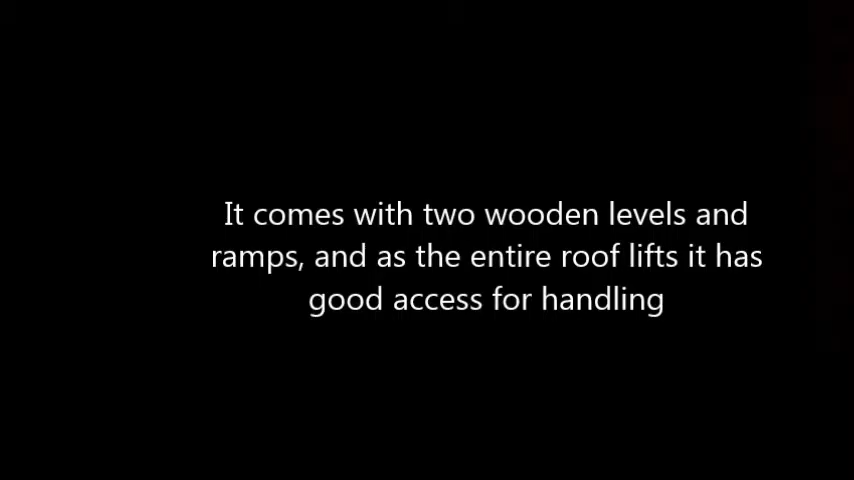 It comes with two wooden levels and
ramps, and as the entire roof lifts it has
good access for handling